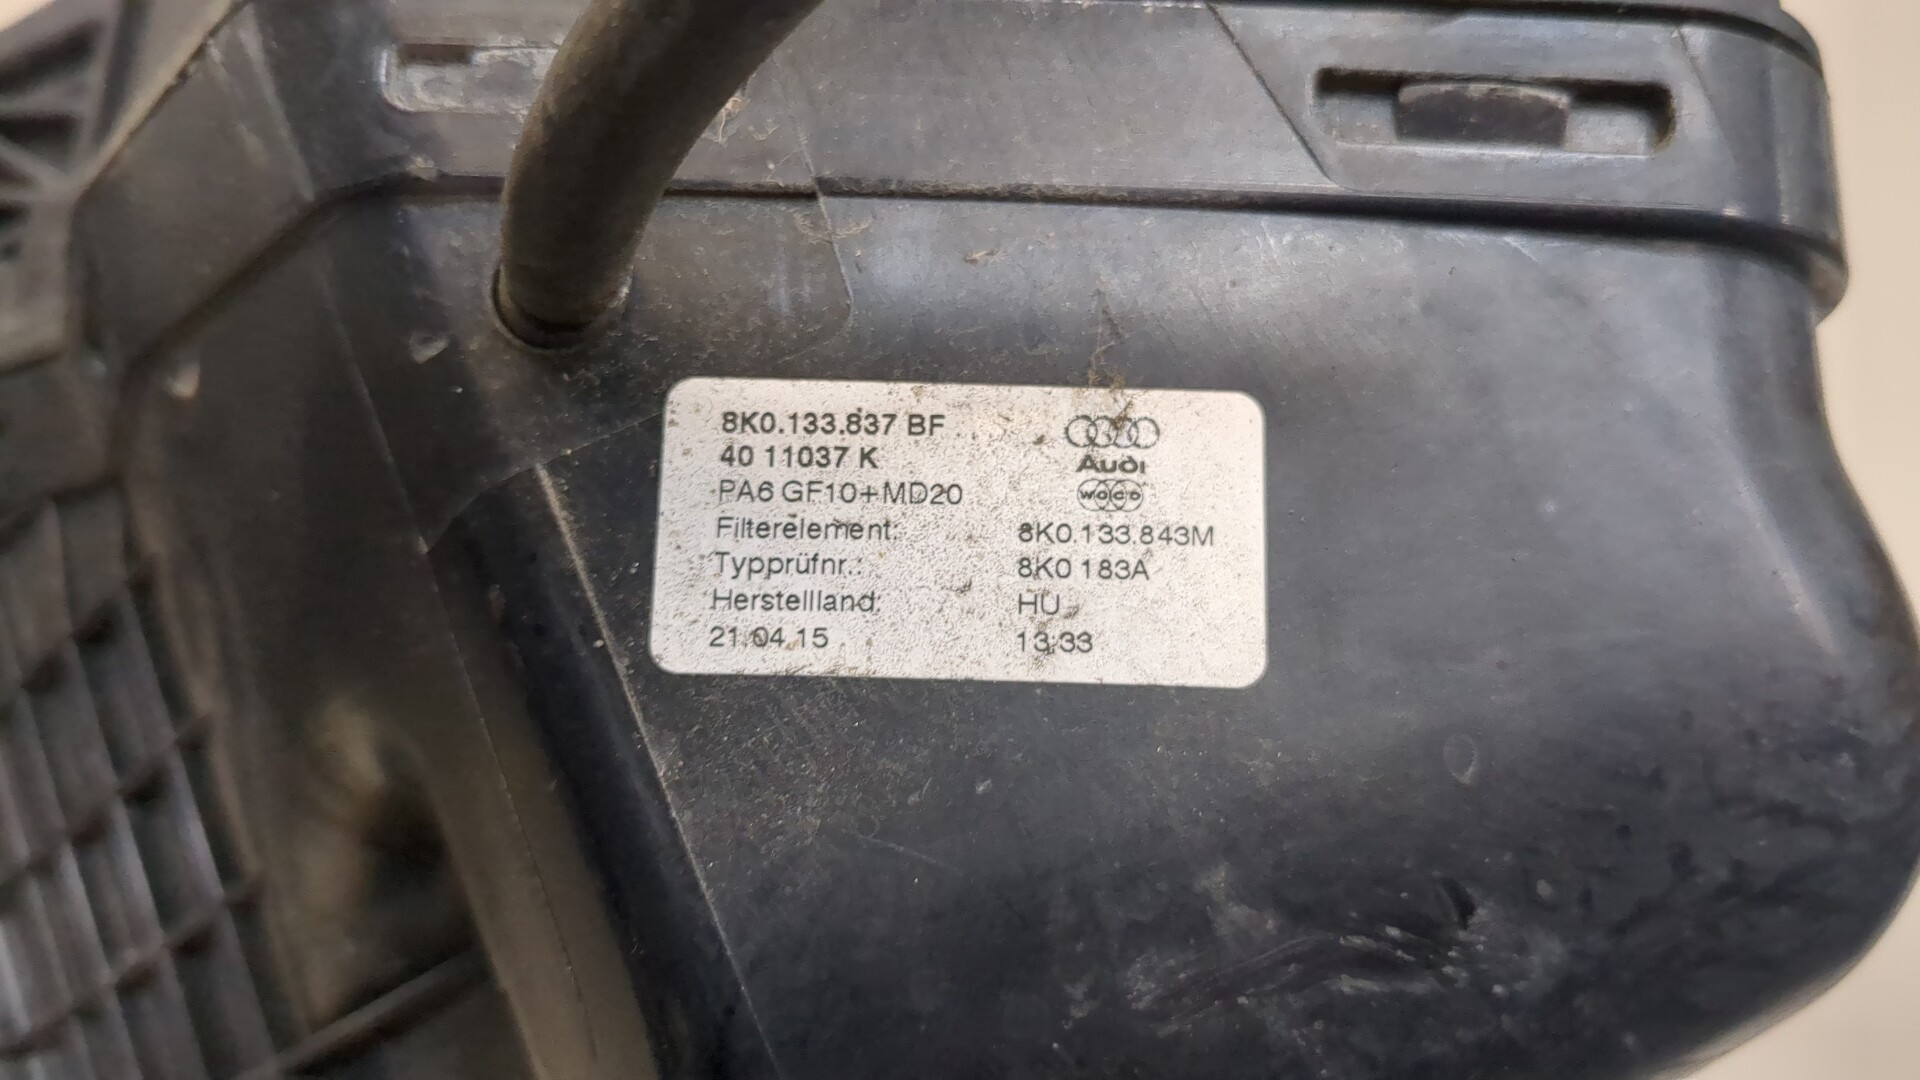 8K0.133.837 BF
40 11037 K
Audi
PA6 GF10+MD20
woco
Filterelement: 8K0.133.843M
Typprüfnr.: 8K0 183A
Herstellland: HU
21.04.15 13:33